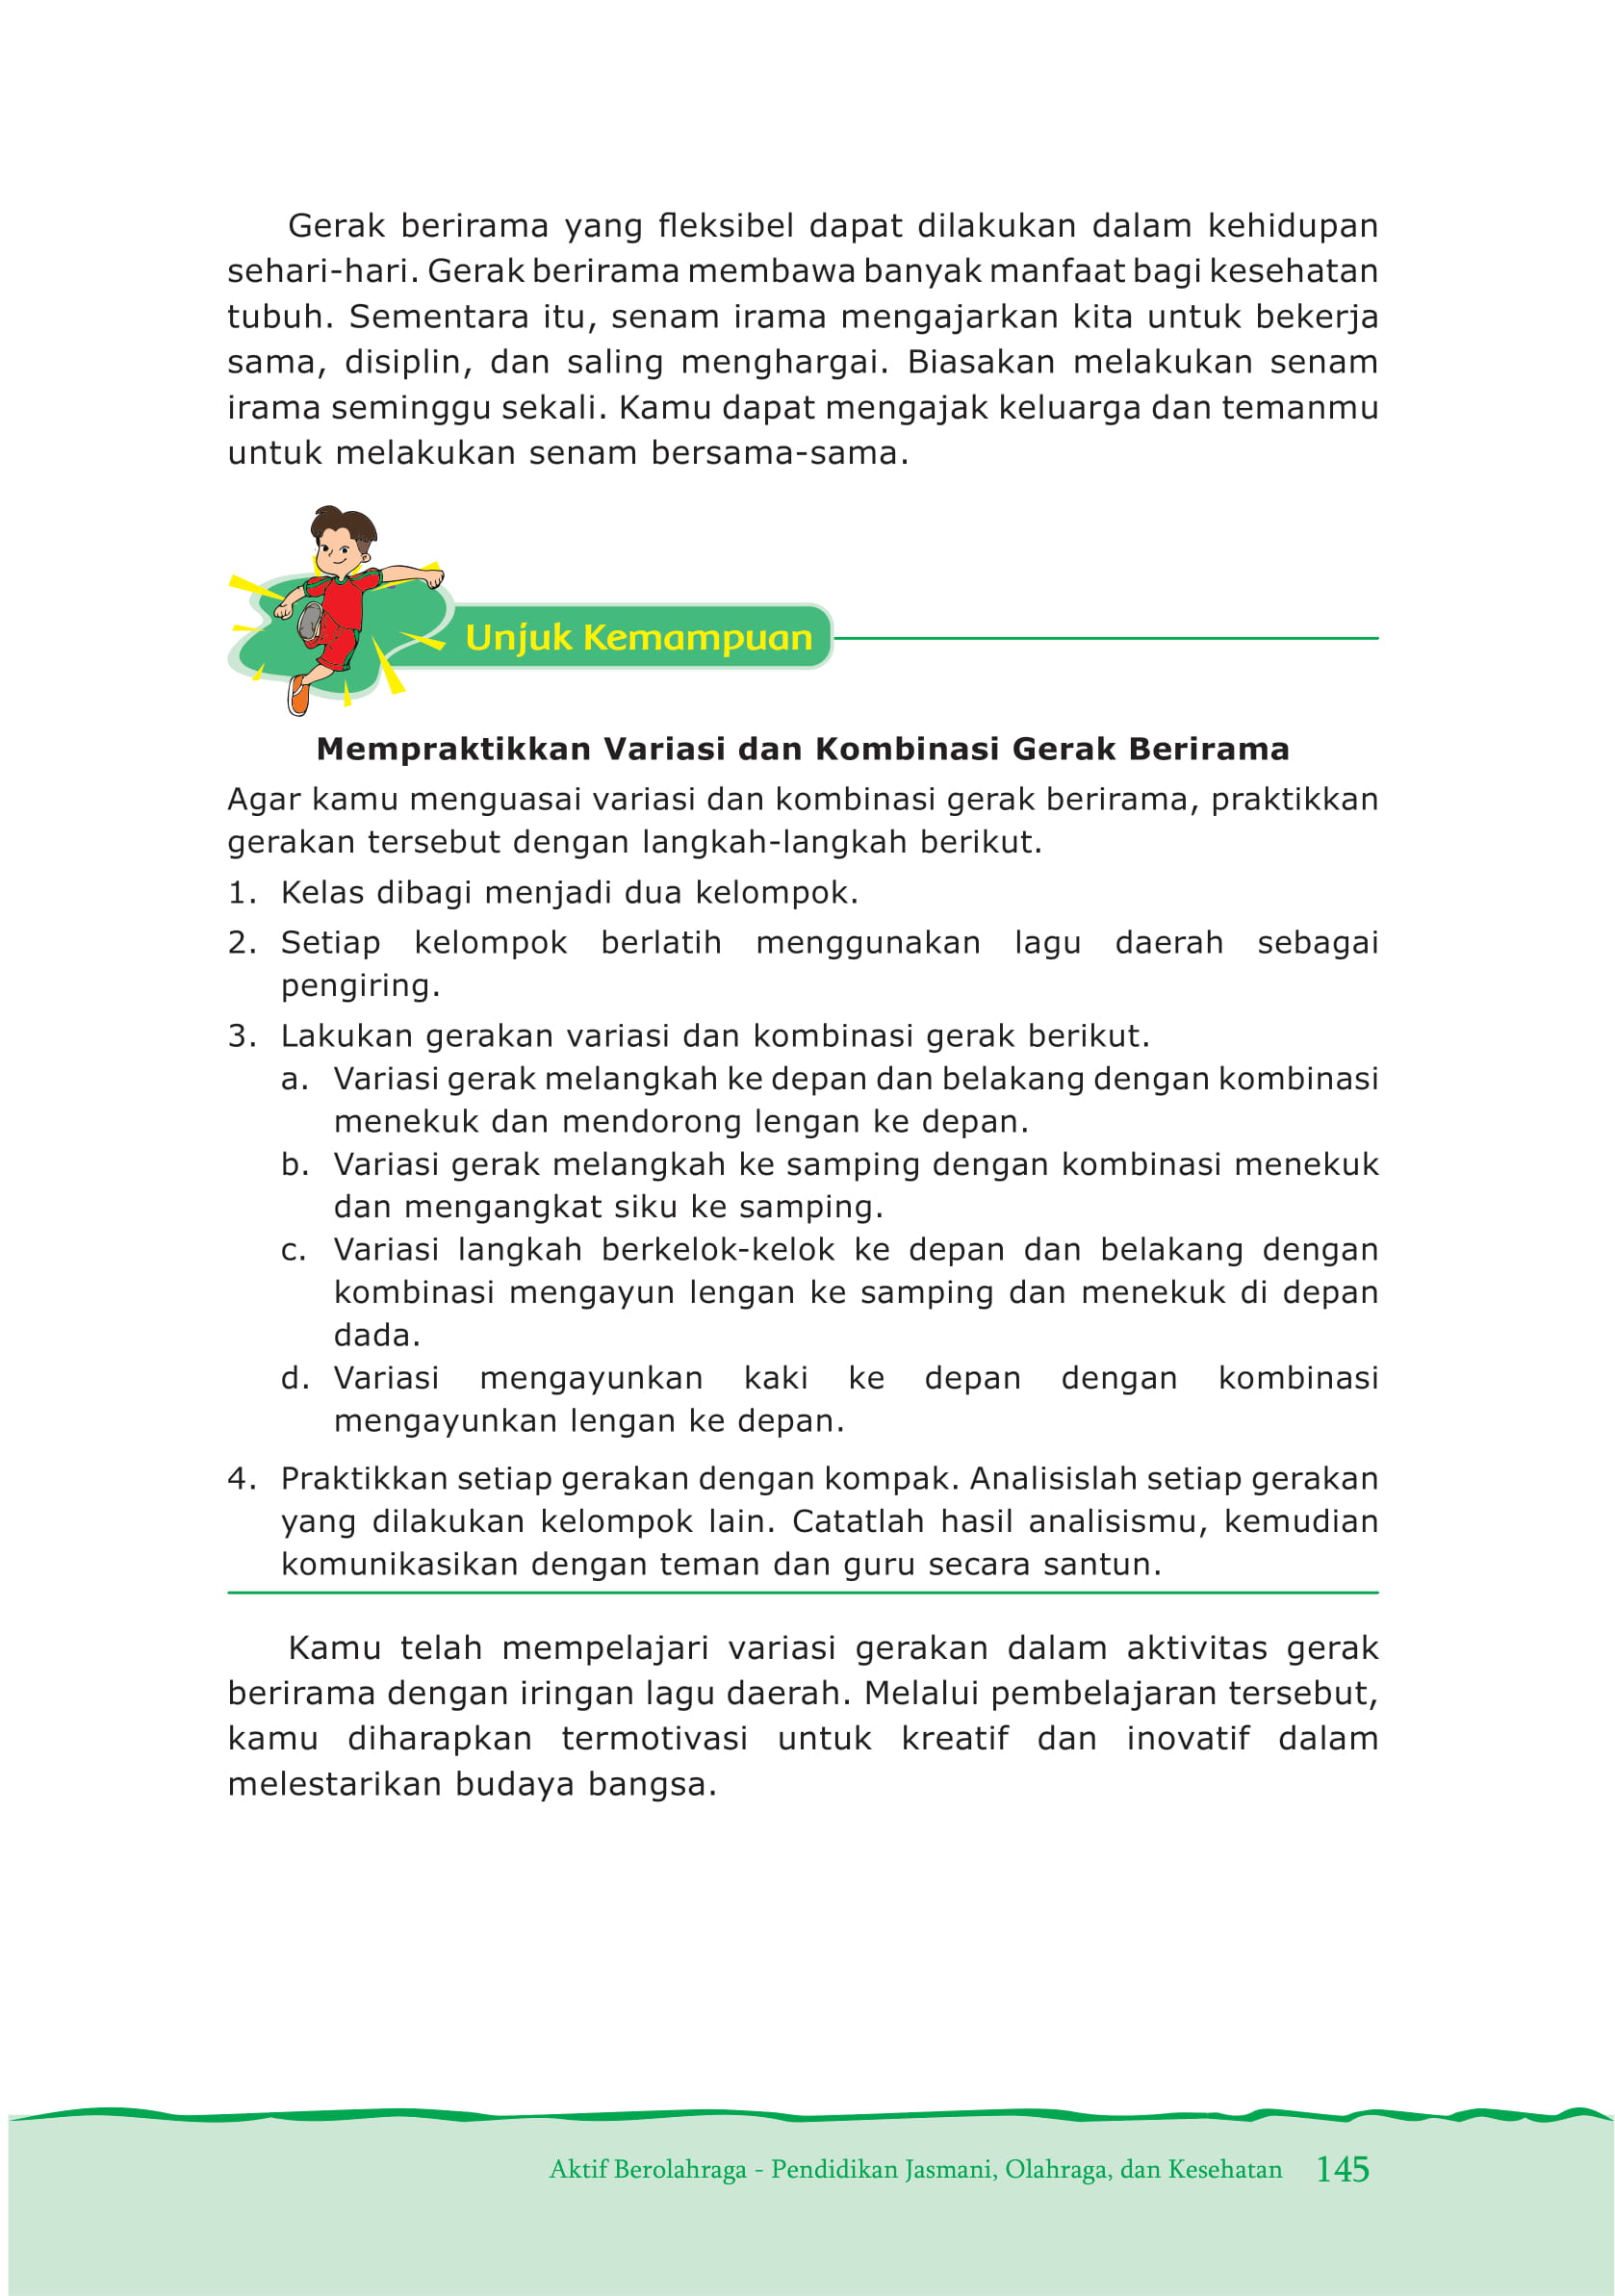 Gerak berirama yang fleksibel dapat dilakukan dalam kehidupan
sehari-hari. Gerak berirama membawa banyak manfaat bagi kesehatan
tubuh. Sementara itu, senam irama mengajarkan kita untuk bekerja
sama, disiplin, dan saling menghargai. Biasakan melakukan senam
irama seminggu sekali. Kamu dapat mengajak keluarga dan temanmu
untuk melakukan senam bersama-sama.
Unjuk Kemampuan
Mempraktikkan Variasi dan Kombinasi Gerak Berirama
Agar kamu menguasai variasi dan kombinasi gerak berirama, praktikkan
gerakan tersebut dengan langkah-langkah berikut.
1. Kelas dibagi menjadi dua kelompok.
2. Setiap kelompok berlatih menggunakan lagu daerah sebagai
pengiring.
3. Lakukan gerakan variasi dan kombinasi gerak berikut.
a. Variasi gerak melangkah ke depan dan belakang dengan kombinasi
menekuk dan mendorong lengan ke depan.
b. Variasi gerak melangkah ke samping dengan kombinasi menekuk
dan mengangkat siku ke samping.
c. Variasi langkah berkelok-kelok ke depan dan belakang dengan
kombinasi mengayun lengan ke samping dan menekuk di depan
dada.
d. Variasi mengayunkan kaki ke depan dengan kombinasi
mengayunkan lengan ke depan.
4. Praktikkan setiap gerakan dengan kompak. Analisislah setiap gerakan
yang dilakukan kelompok lain. Catatlah hasil analisismu, kemudian
komunikasikan dengan teman dan guru secara santun.
Kamu telah mempelajari variasi gerakan dalam aktivitas gerak
berirama dengan iringan lagu daerah. Melalui pembelajaran tersebut,
kamu diharapkan termotivasi untuk kreatif dan inovatif dalam
melestarikan budaya bangsa.
Aktif Berolahraga - Pendidikan Jasmani, Olahraga, dan Kesehatan 145